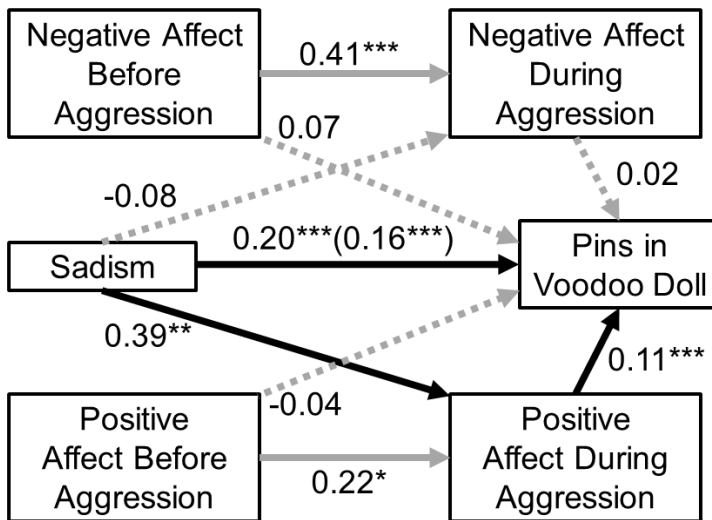 Negative Affect
Before
Aggression
0.41***
Negative Affect
During
Aggression
0.07
-0.08
0.02
Sadism
0.20***(0.16***)
Pins in
Voodoo Doll
0.39**
0.11***
-0.04
Positive
Affect Before
Aggression
0.22*
Positive
Affect During
Aggression